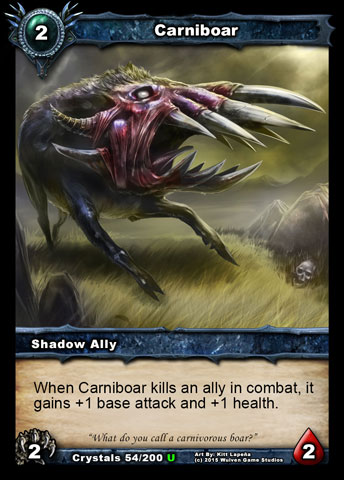 2 Carniboar
Shadow Ally
When Carniboar kills an ally in combat, it
gains +1 base attack and +1 health.
"What do you call a carnivorous boar?"
2 Crystals 54/200 U Art By: Kitt Lapeña 2
(c) 2015 Wulven Game Studios